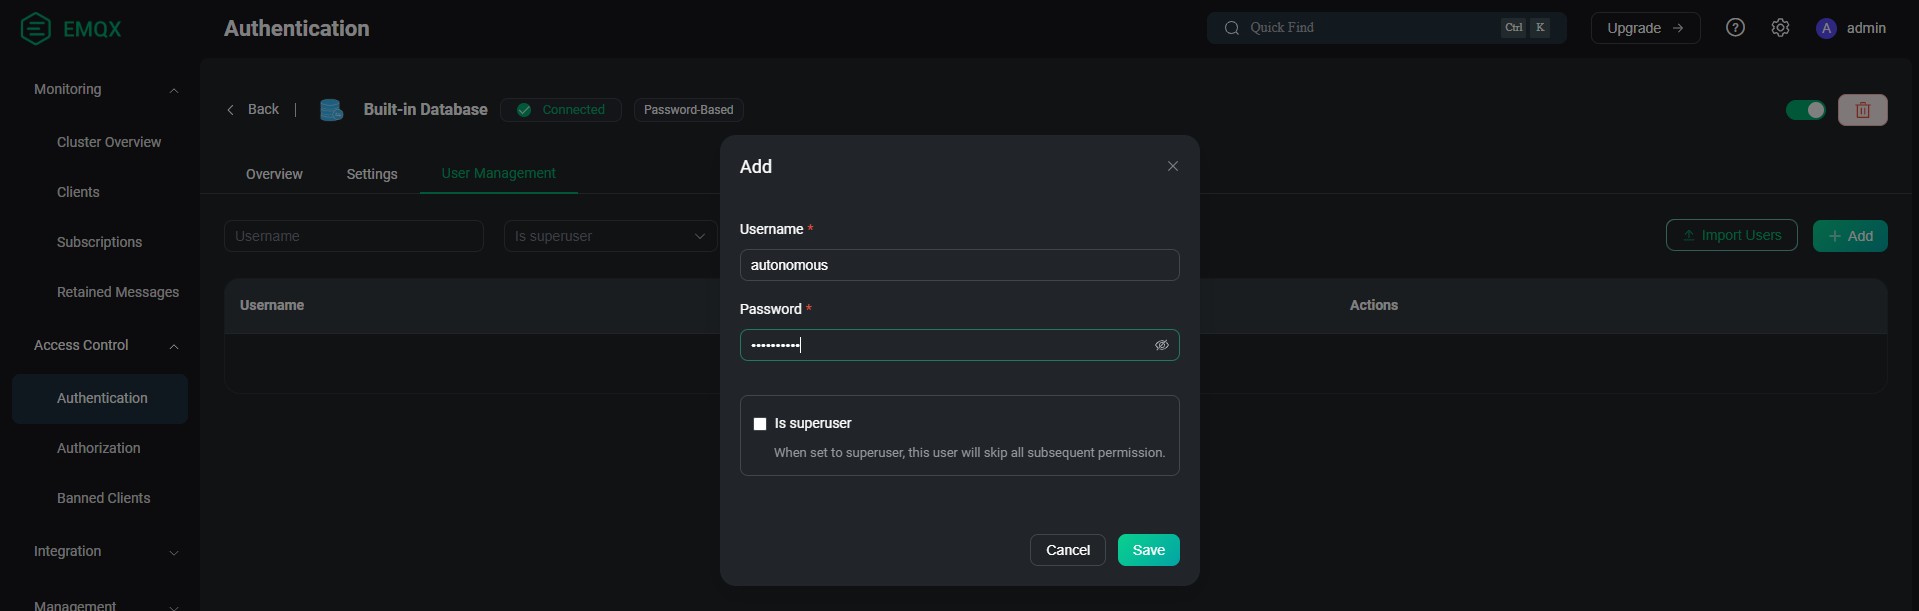 EMQX
Authentication
Quick Find
Ctrl
K
Upgrade
A
admin
Monitoring
Cluster Overview
Clients
Subscriptions
Retained Messages
Access Control
Authentication
Authorization
Banned Clients
Integration
Management
Back
Built-in Database
Connected
Password-Based
Overview
Settings
User Management
Username
Is superuser
Import Users
+ Add
Username
Actions
Add
Username *
autonomous
Password *
••••••••••
Is superuser
When set to superuser, this user will skip all subsequent permission.
Cancel
Save